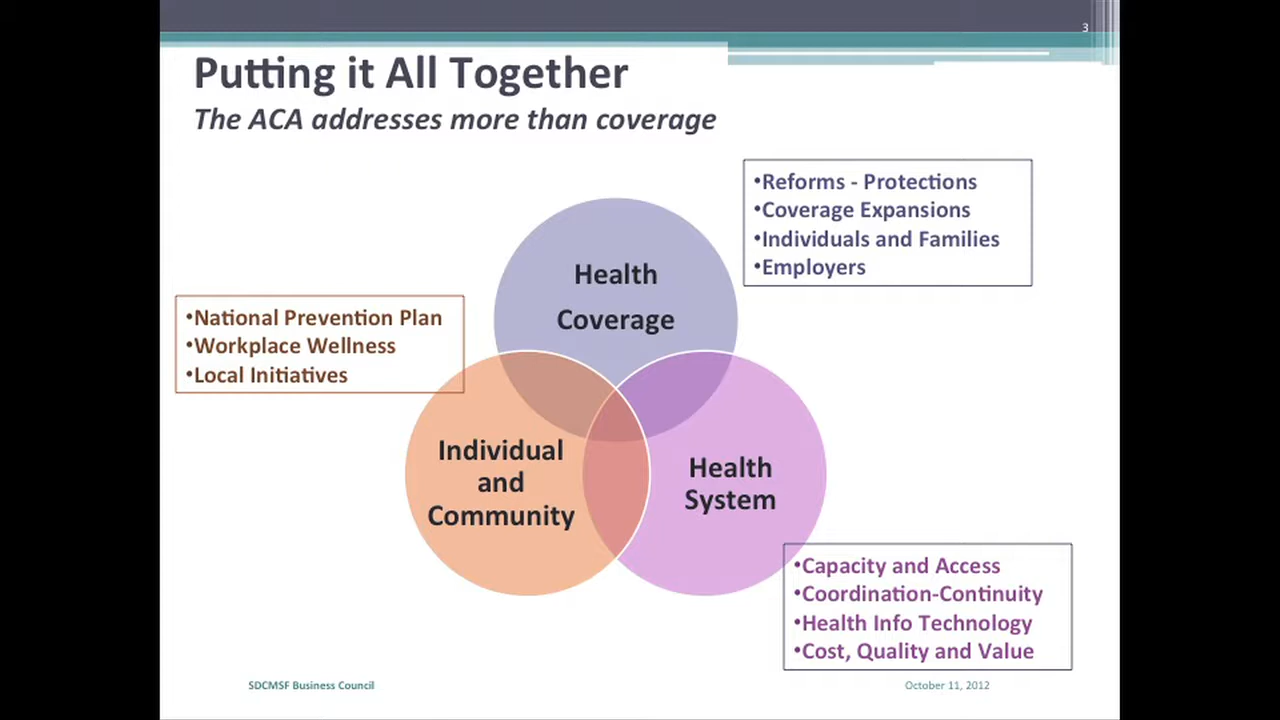 3
Putting it All Together
The ACA addresses more than coverage
•Reforms - Protections
•Coverage Expansions
•Individuals and Families
•Employers
Health
Coverage
•National Prevention Plan
•Workplace Wellness
•Local Initiatives
Individual
and
Community
Health
System
•Capacity and Access
•Coordination-Continuity
•Health Info Technology
•Cost, Quality and Value
SDCMSF Business Council
October 11, 2012